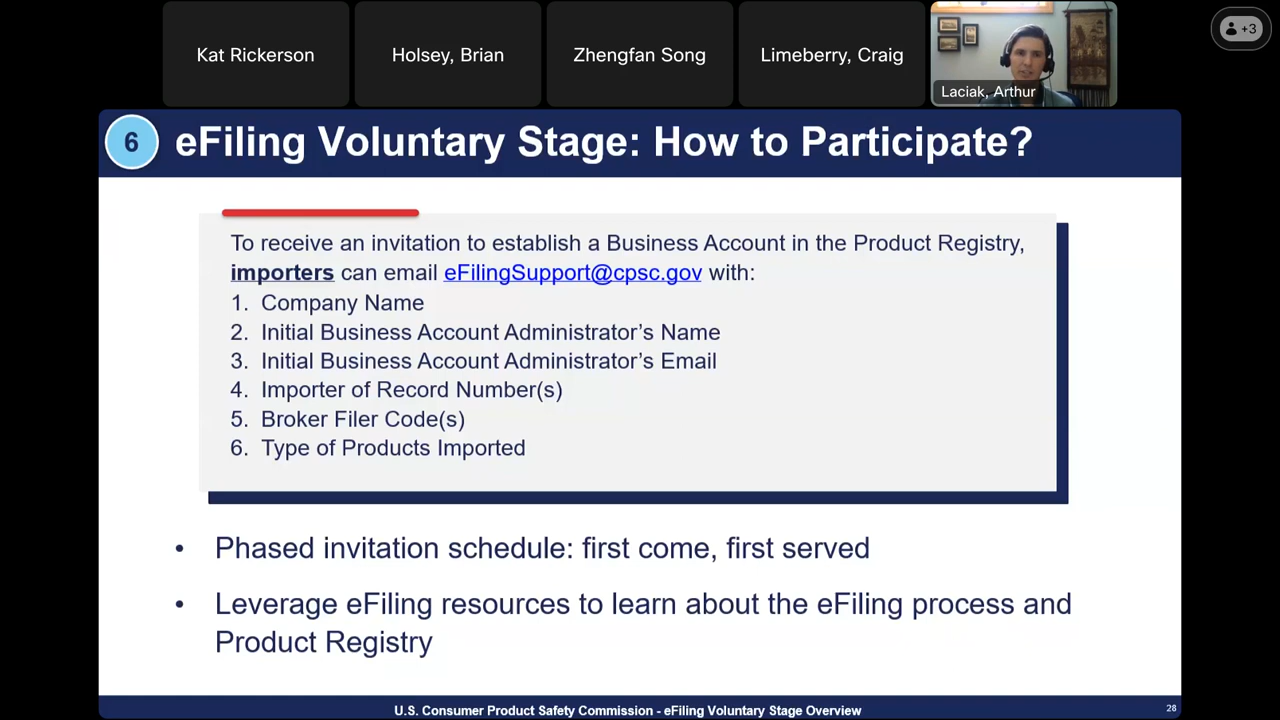 Kat Rickerson
Holsey, Brian
Zhengfan Song
Limeberry, Craig
Laciak, Arthur
+3
6
eFiling Voluntary Stage: How to Participate?
To receive an invitation to establish a Business Account in the Product Registry,
importers can email eFilingSupport@cpsc.gov with:
1. Company Name
2. Initial Business Account Administrator’s Name
3. Initial Business Account Administrator’s Email
4. Importer of Record Number(s)
5. Broker Filer Code(s)
6. Type of Products Imported
• Phased invitation schedule: first come, first served
• Leverage eFiling resources to learn about the eFiling process and
Product Registry
U.S. Consumer Product Safety Commission - eFiling Voluntary Stage Overview
28